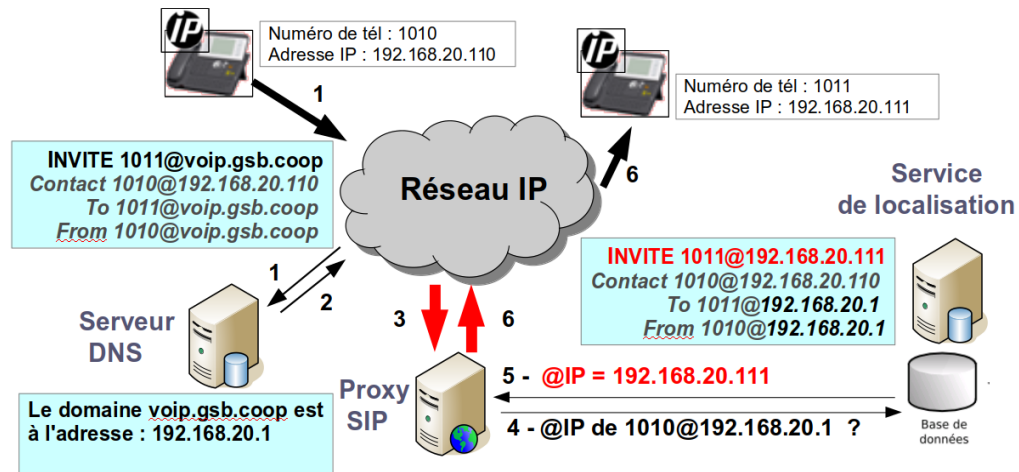 IP
Numéro de tél : 1010
Adresse IP : 192.168.20.110
IP
Numéro de tél : 1011
Adresse IP : 192.168.20.111
1
INVITE 1011@voip.gsb.coop
Contact 1010@192.168.20.110
To 1011@voip.gsb.coop
From 1010@voip.gsb.coop
Réseau IP
6
Service
de localisation
INVITE 1011@192.168.20.111
Contact 1010@192.168.20.110
To 1011@192.168.20.1
From 1010@192.168.20.1
1
2
Serveur
DNS
3
6
Proxy
SIP
5 - @IP = 192.168.20.111
4 - @IP de 1010@192.168.20.1 ?
Base de
données
Le domaine voip.gsb.coop est
à l'adresse : 192.168.20.1